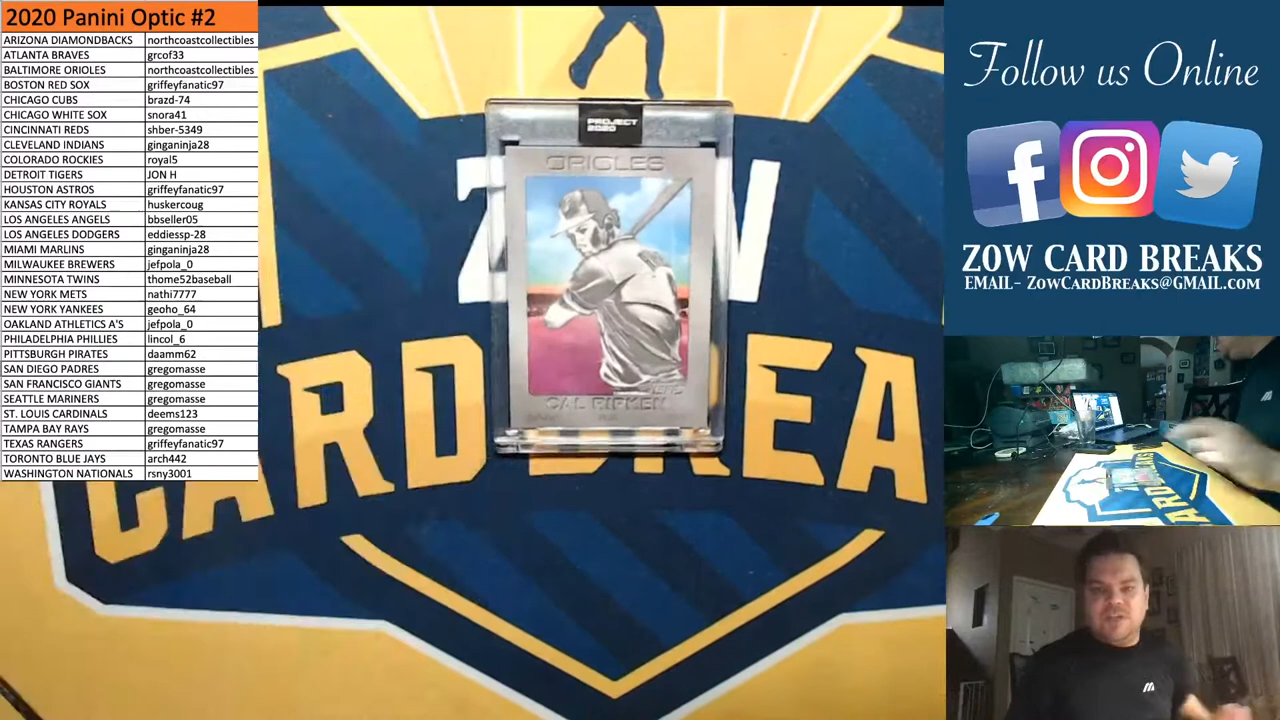 2020 Panini Optic #2
ARIZONA DIAMONDBACKS northcoastcollectibles
ATLANTA BRAVES grcof33
BALTIMORE ORIOLES northcoastcollectibles
BOSTON RED SOX griffeyfanatic97
CHICAGO CUBS brazd-74
CHICAGO WHITE SOX snora41
CINCINNATI REDS shber-5349
CLEVELAND INDIANS ginganinja28
COLORADO ROCKIES royal5
DETROIT TIGERS JON H
HOUSTON ASTROS griffeyfanatic97
KANSAS CITY ROYALS huskercoug
LOS ANGELES ANGELS bbseller05
LOS ANGELES DODGERS eddiessp-28
MIAMI MARLINS ginganinja28
MILWAUKEE BREWERS jefpola_0
MINNESOTA TWINS thome52baseball
NEW YORK METS nathi7777
NEW YORK YANKEES geoho_64
OAKLAND ATHLETICS A'S jefpola_0
PHILADELPHIA PHILLIES lincol_6
PITTSBURGH PIRATES daamm62
SAN DIEGO PADRES gregomasse
SAN FRANCISCO GIANTS gregomasse
SEATTLE MARINERS gregomasse
ST. LOUIS CARDINALS deems123
TAMPA BAY RAYS gregomasse
TEXAS RANGERS griffeyfanatic97
TORONTO BLUE JAYS arch442
WASHINGTON NATIONALS rsny3001
PROJECT
2020
ORIOLES
CAL RIPKEN
CARD BREA
Follow us Online
ZOW CARD BREAKS
EMAIL- ZowCardBreaks@GMAIL.COM